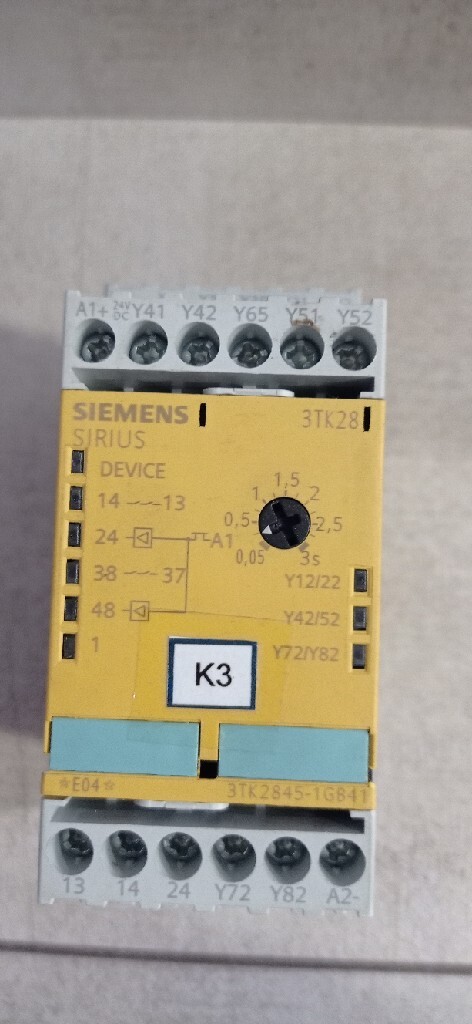 A1+ 24V DC Y41 Y42 Y65 Y51 Y52
SIEMENS 3TK28
SIRIUS
DEVICE
14 13
24 A1
38 37
48
1
0,05 0,5 1 1,5 2 2,5 3s
Y12/22
Y42/52
Y72/Y82
K3
*E04* 3TK2845-1GB41
13 14 24 Y72 Y82 A2-